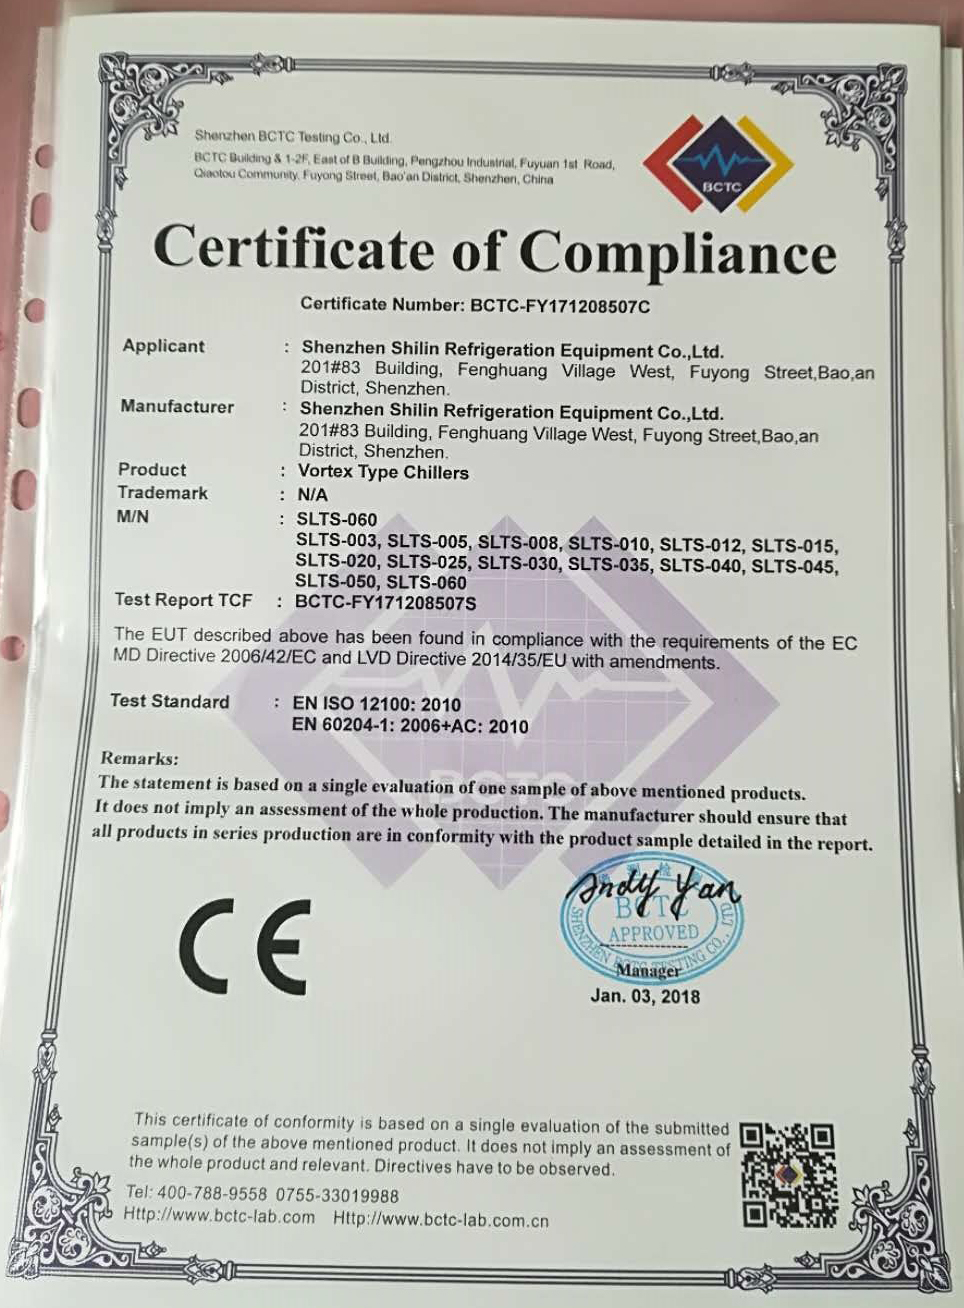 Shenzhen BCTC Testing Co., Ltd.
BCTC Building & 1-2F, East of B Building, Pengzhou Industrial, Fuyuan 1st Road,
Qiaotou Community, Fuyong Street, Bao'an District, Shenzhen, China
BCTC
Certificate of Compliance
Certificate Number: BCTC-FY171208507C
Applicant : Shenzhen Shilin Refrigeration Equipment Co.,Ltd.
201#83 Building, Fenghuang Village West, Fuyong Street,Bao,an
District, Shenzhen.
Manufacturer : Shenzhen Shilin Refrigeration Equipment Co.,Ltd.
201#83 Building, Fenghuang Village West, Fuyong Street,Bao,an
District, Shenzhen.
Product : Vortex Type Chillers
Trademark : N/A
M/N : SLTS-060
SLTS-003, SLTS-005, SLTS-008, SLTS-010, SLTS-012, SLTS-015,
SLTS-020, SLTS-025, SLTS-030, SLTS-035, SLTS-040, SLTS-045,
SLTS-050, SLTS-060
Test Report TCF : BCTC-FY171208507S
The EUT described above has been found in compliance with the requirements of the EC
MD Directive 2006/42/EC and LVD Directive 2014/35/EU with amendments.
Test Standard : EN ISO 12100: 2010
EN 60204-1: 2006+AC: 2010
BCTC
Remarks:
The statement is based on a single evaluation of one sample of above mentioned products.
It does not imply an assessment of the whole production. The manufacturer should ensure that
all products in series production are in conformity with the product sample detailed in the report.
CE
Andy Yan
BCTC
APPROVED
SHENZHEN BCTC TESTING CO., LTD
Manager
Jan. 03, 2018
This certificate of conformity is based on a single evaluation of the submitted
sample(s) of the above mentioned product. It does not imply an assessment of
the whole product and relevant. Directives have to be observed.
Tel: 400-788-9558 0755-33019988
Http://www.bctc-lab.com Http://www.bctc-lab.com.cn